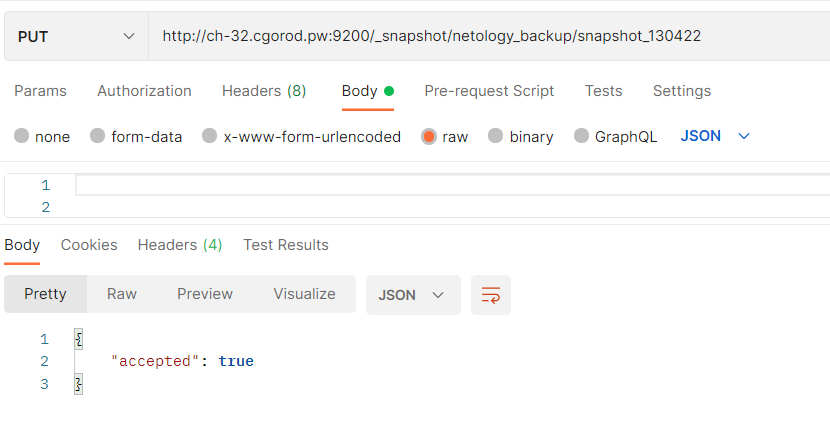 PUT http://ch-32.cgorod.pw:9200/_snapshot/netology_backup/snapshot_130422
Params Authorization Headers (8) Body Pre-request Script Tests Settings
none form-data x-www-form-urlencoded raw binary GraphQL JSON
1
2
Body Cookies Headers (4) Test Results
Pretty Raw Preview Visualize JSON
1 {
2 "accepted": true
3 }